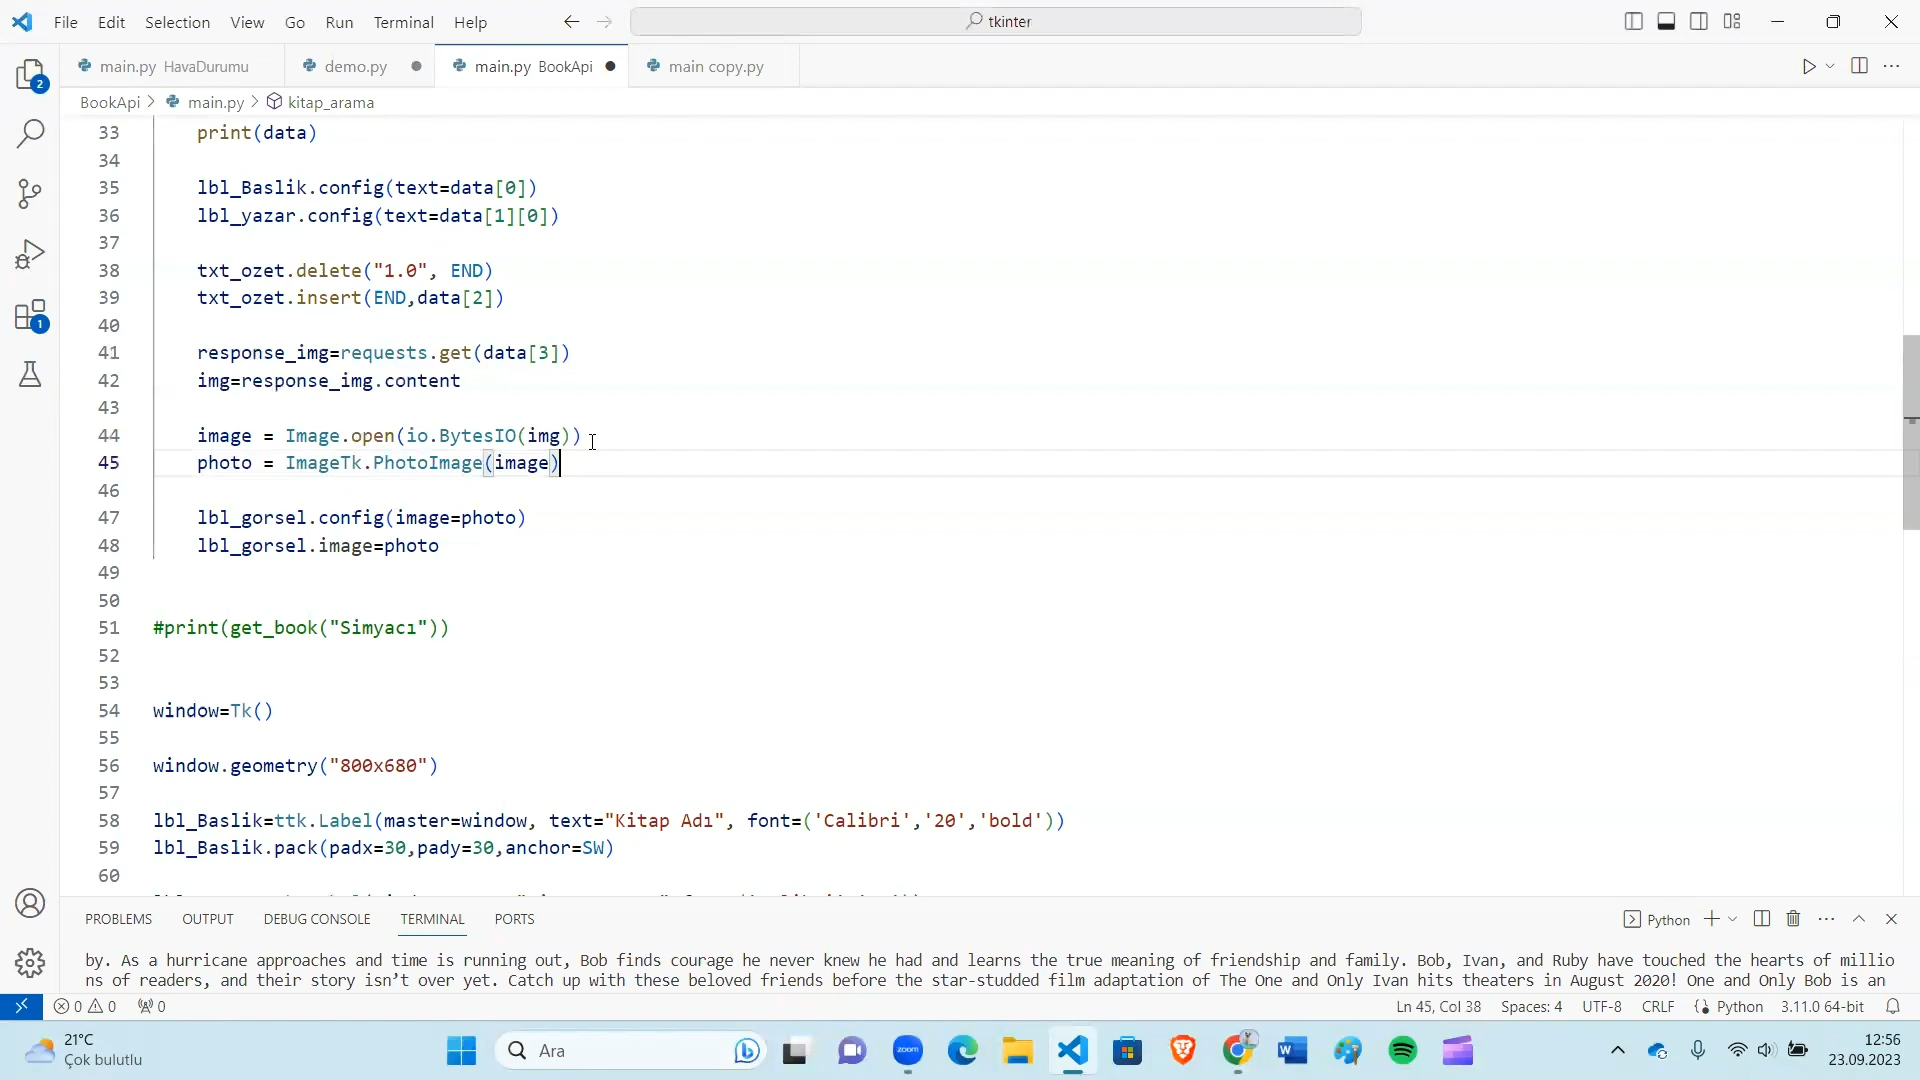 File Edit Selection View Go Run Terminal Help
tkinter
main.py HavaDurumu
demo.py
main.py BookApi
main copy.py
BookApi > main.py > kitap_arama
33 print(data)
34
35 lbl_Baslik.config(text=data[0])
36 lbl_yazar.config(text=data[1][0])
37
38 txt_ozet.delete("1.0", END)
39 txt_ozet.insert(END,data[2])
40
41 response_img=requests.get(data[3])
42 img=response_img.content
43
44 image = Image.open(io.BytesIO(img))
45 photo = ImageTk.PhotoImage(image)
46
47 lbl_gorsel.config(image=photo)
48 lbl_gorsel.image=photo
49
50
51 #print(get_book("Simyacı"))
52
53
54 window=Tk()
55
56 window.geometry("800x680")
57
58 lbl_Baslik=ttk.Label(master=window, text="Kitap Adı", font=('Calibri','20','bold'))
59 lbl_Baslik.pack(padx=30,pady=30,anchor=SW)
60
2
1
PROBLEMS OUTPUT DEBUG CONSOLE TERMINAL PORTS
Python
by. As a hurricane approaches and time is running out, Bob finds courage he never knew he had and learns the true meaning of friendship and family. Bob, Ivan, and Ruby have touched the hearts of millio
ns of readers, and their story isn’t over yet. Catch up with these beloved friends before the star-studded film adaptation of The One and Only Ivan hits theaters in August 2020! One and Only Bob is an
0 0 0
Ln 45, Col 38 Spaces: 4 UTF-8 CRLF Python 3.11.0 64-bit
21°C
Çok bulutlu
Ara
zoom
12:56
23.09.2023